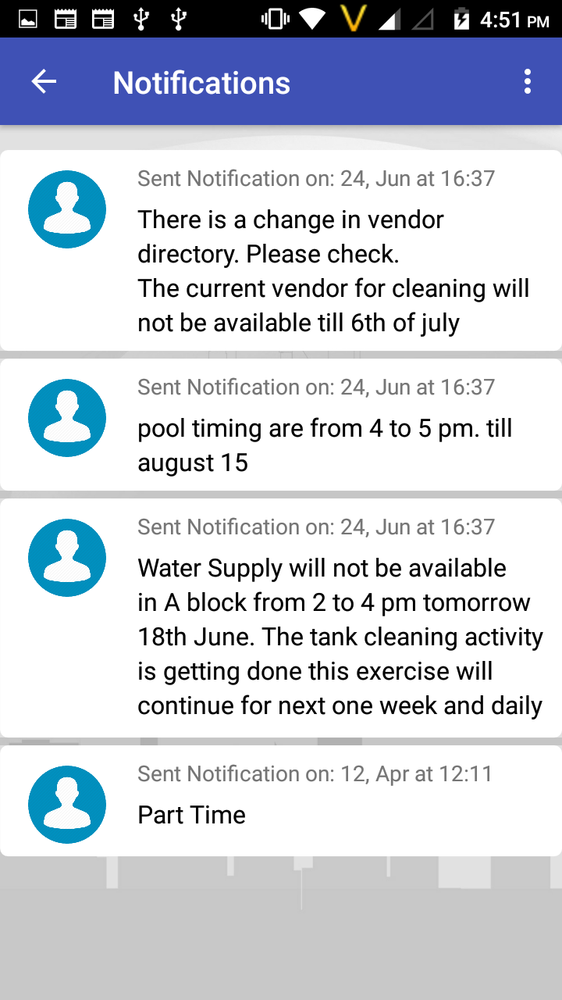 4:51 PM
Notifications
Sent Notification on: 24, Jun at 16:37
There is a change in vendor
directory. Please check.
The current vendor for cleaning will
not be available till 6th of july
Sent Notification on: 24, Jun at 16:37
pool timing are from 4 to 5 pm. till
august 15
Sent Notification on: 24, Jun at 16:37
Water Supply will not be available
in A block from 2 to 4 pm tomorrow
18th June. The tank cleaning activity
is getting done this exercise will
continue for next one week and daily
Sent Notification on: 12, Apr at 12:11
Part Time